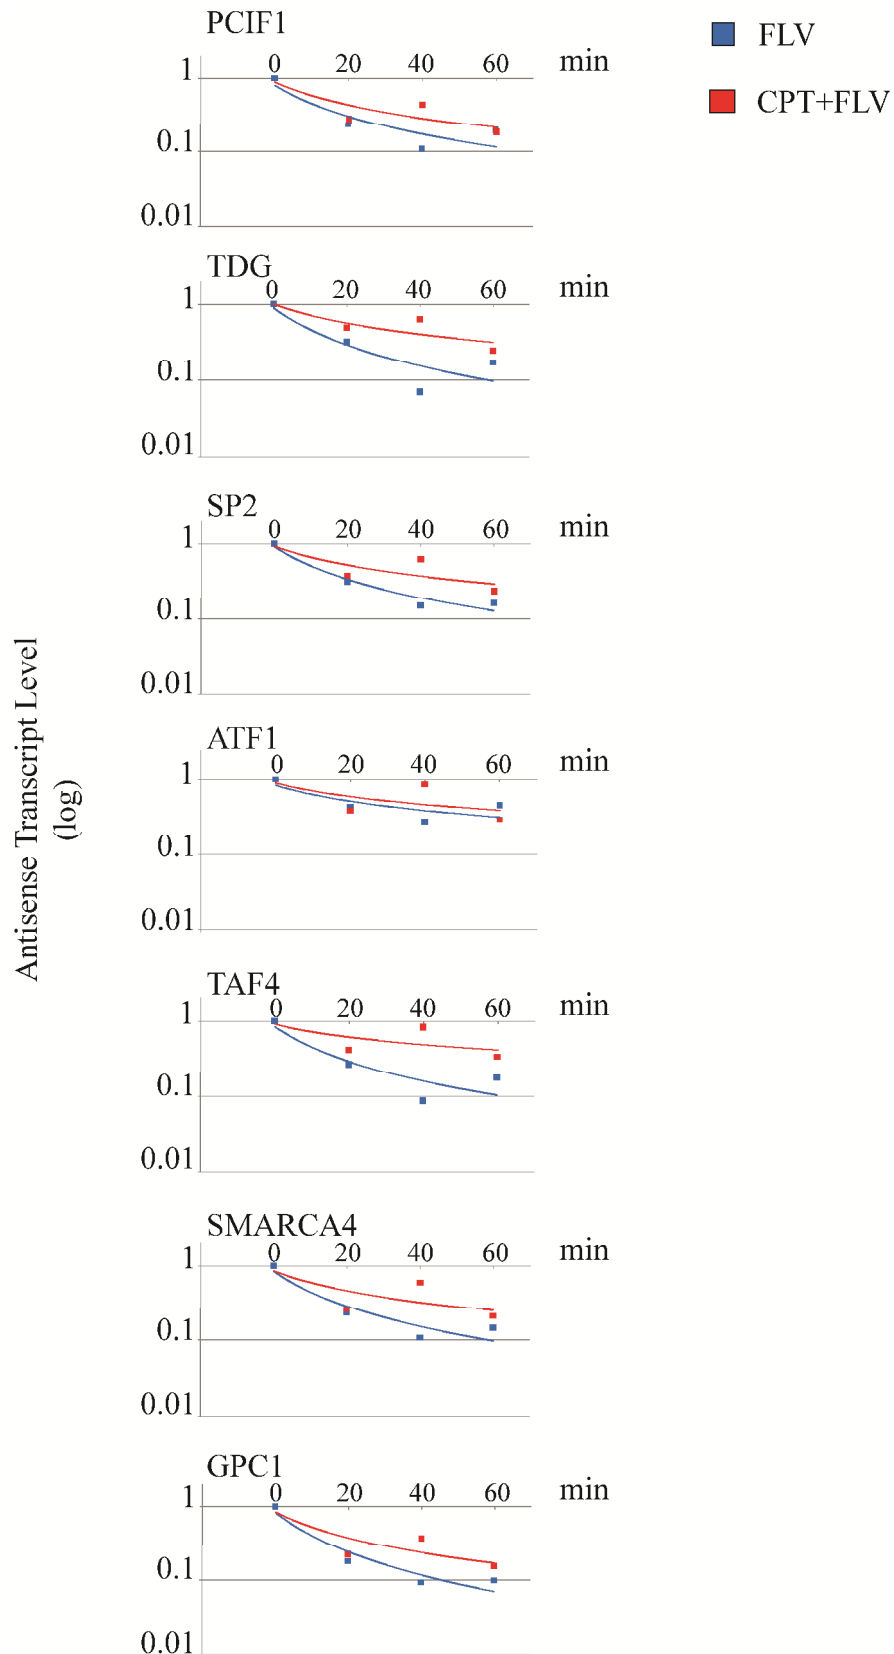 PCIF1
FLV
CPT+FLV
0 20 40 60 min
1
0.1
0.01
TDG
0 20 40 60 min
1
0.1
0.01
SP2
0 20 40 60 min
1
0.1
0.01
Antisense Transcript Level
(log)
ATF1
0 20 40 60 min
1
0.1
0.01
TAF4
0 20 40 60 min
1
0.1
0.01
SMARCA4
0 20 40 60 min
1
0.1
0.01
GPC1
0 20 40 60 min
1
0.1
0.01